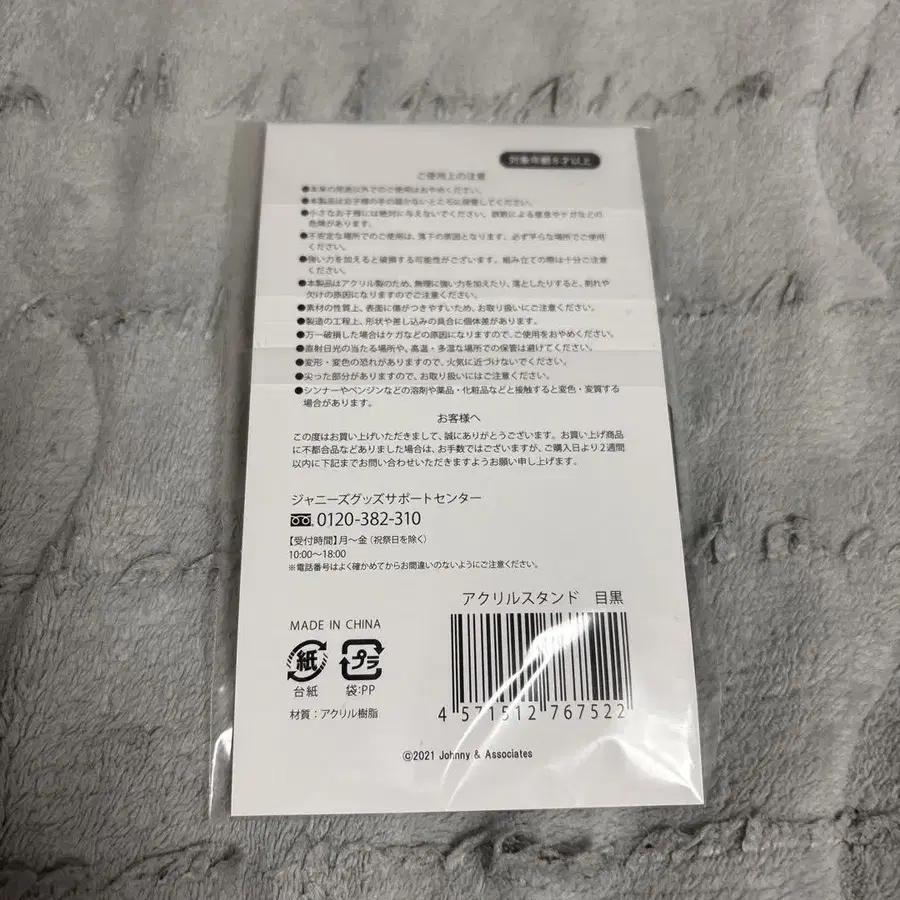 対象年齢8才以上
ご使用上の注意
●本来の用途以外でのご使用はおやめください。
●本製品はお子様の手の届かないところに保管してください。
●小さなお子様には絶対に与えないでください。誤飲による窒息やケガなどの
危険があります。
●不安定な場所でのご使用は、落下の原因となります。必ず平らな場所でご使用
ください。
●強い力を加えると破損する可能性がございます。組み立ての際は十分ご注意
ください。
●本製品はアクリル製のため、無理に強い力を加えたり、落としたりすると、割れや
欠けの原因になりますのでご注意ください。
●素材の性質上、表面に傷がつきやすいため、お取り扱いにご注意ください。
●製造の工程上、形状や差し込みの具合に個体差があります。
●万一破損した場合はケガなどの原因になりますので、ご使用をおやめください。
●直射日光の当たる場所や、高温・多湿な場所での保管は避けてください。
●変形・変色の恐れがありますので、火気に近づけないでください。
●尖った部分がありますので、お取り扱いにはご注意ください。
●シンナーやベンジンなどの溶剤や薬品・化粧品などと接触すると変色・変質する
場合があります。
お客様へ
この度はお買い上げいただきまして、誠にありがとうございます。お買い上げ商品
に不都合品などありました場合は、お手数ではございますが、ご購入日より2週間
以内に下記までお問い合わせいただきますようお願い申し上げます。
ジャニーズグッズサポートセンター
0120-382-310
【受付時間】月〜金（祝祭日を除く）
10:00〜18:00
※電話番号はよく確かめてからお間違いのないようにご注意ください。
アクリルスタンド 目黒
MADE IN CHINA
紙 プラ
台紙 袋:PP
材質：アクリル樹脂
4 571512 767522
©2021 Johnny & Associates